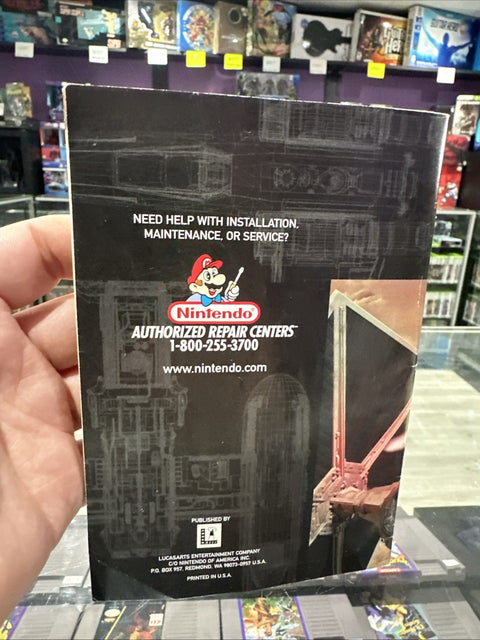 NEED HELP WITH INSTALLATION,
MAINTENANCE, OR SERVICE?
Nintendo®
AUTHORIZED REPAIR CENTERS™
1-800-255-3700
www.nintendo.com
PUBLISHED BY
LUCASARTS ENTERTAINMENT COMPANY
C/O NINTENDO OF AMERICA INC.
P.O. BOX 957, REDMOND, WA 98073-0957 U.S.A.
PRINTED IN U.S.A.